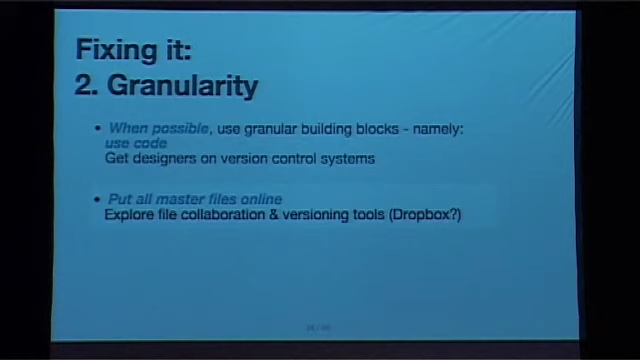 Fixing it:
2. Granularity
• When possible, use granular building blocks - namely:
use code
Get designers on version control systems
• Put all master files online
Explore file collaboration & versioning tools (Dropbox?)